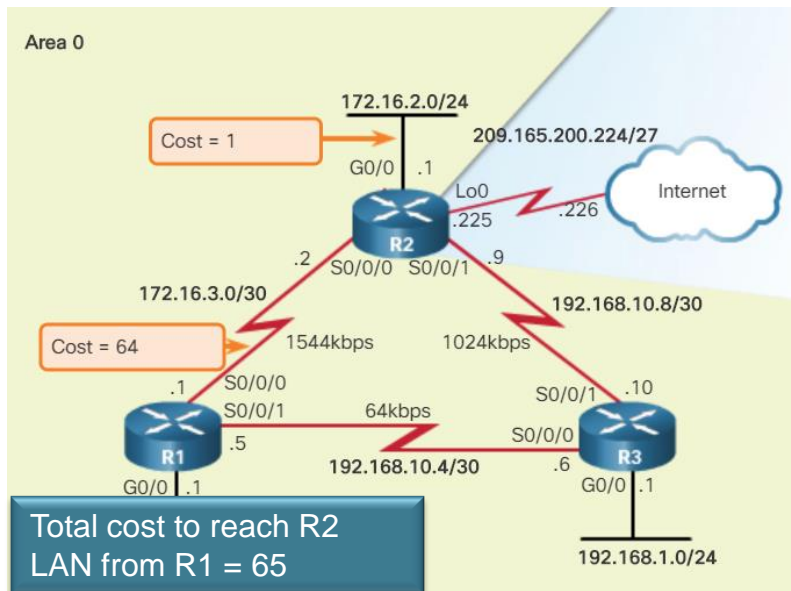 Area 0
172.16.2.0/24
Cost = 1
209.165.200.224/27
G0/0 .1
Lo0
Internet
.225
.226
R2
.2 S0/0/0 S0/0/1 .9
172.16.3.0/30
192.168.10.8/30
Cost = 64
1544kbps
1024kbps
.1 S0/0/0
S0/0/1 .10
S0/0/1
64kbps
.5
S0/0/0
R1
192.168.10.4/30
.6
R3
G0/0 .1
G0/0 .1
Total cost to reach R2
LAN from R1 = 65
192.168.1.0/24